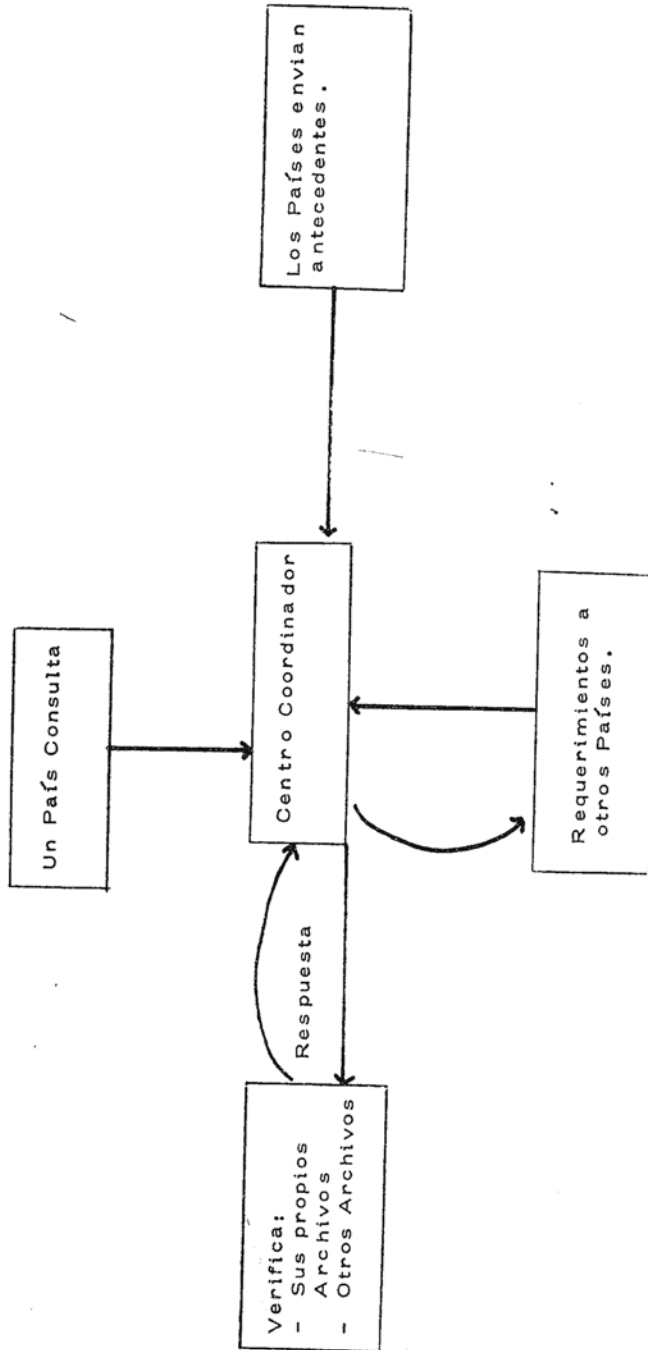 Un País Consulta
Verifica:
- Sus propios
Archivos
- Otros Archivos
Respuesta
Centro Coordinador
Los Países envian
antecedentes.
Requerimientos a
otros Países.